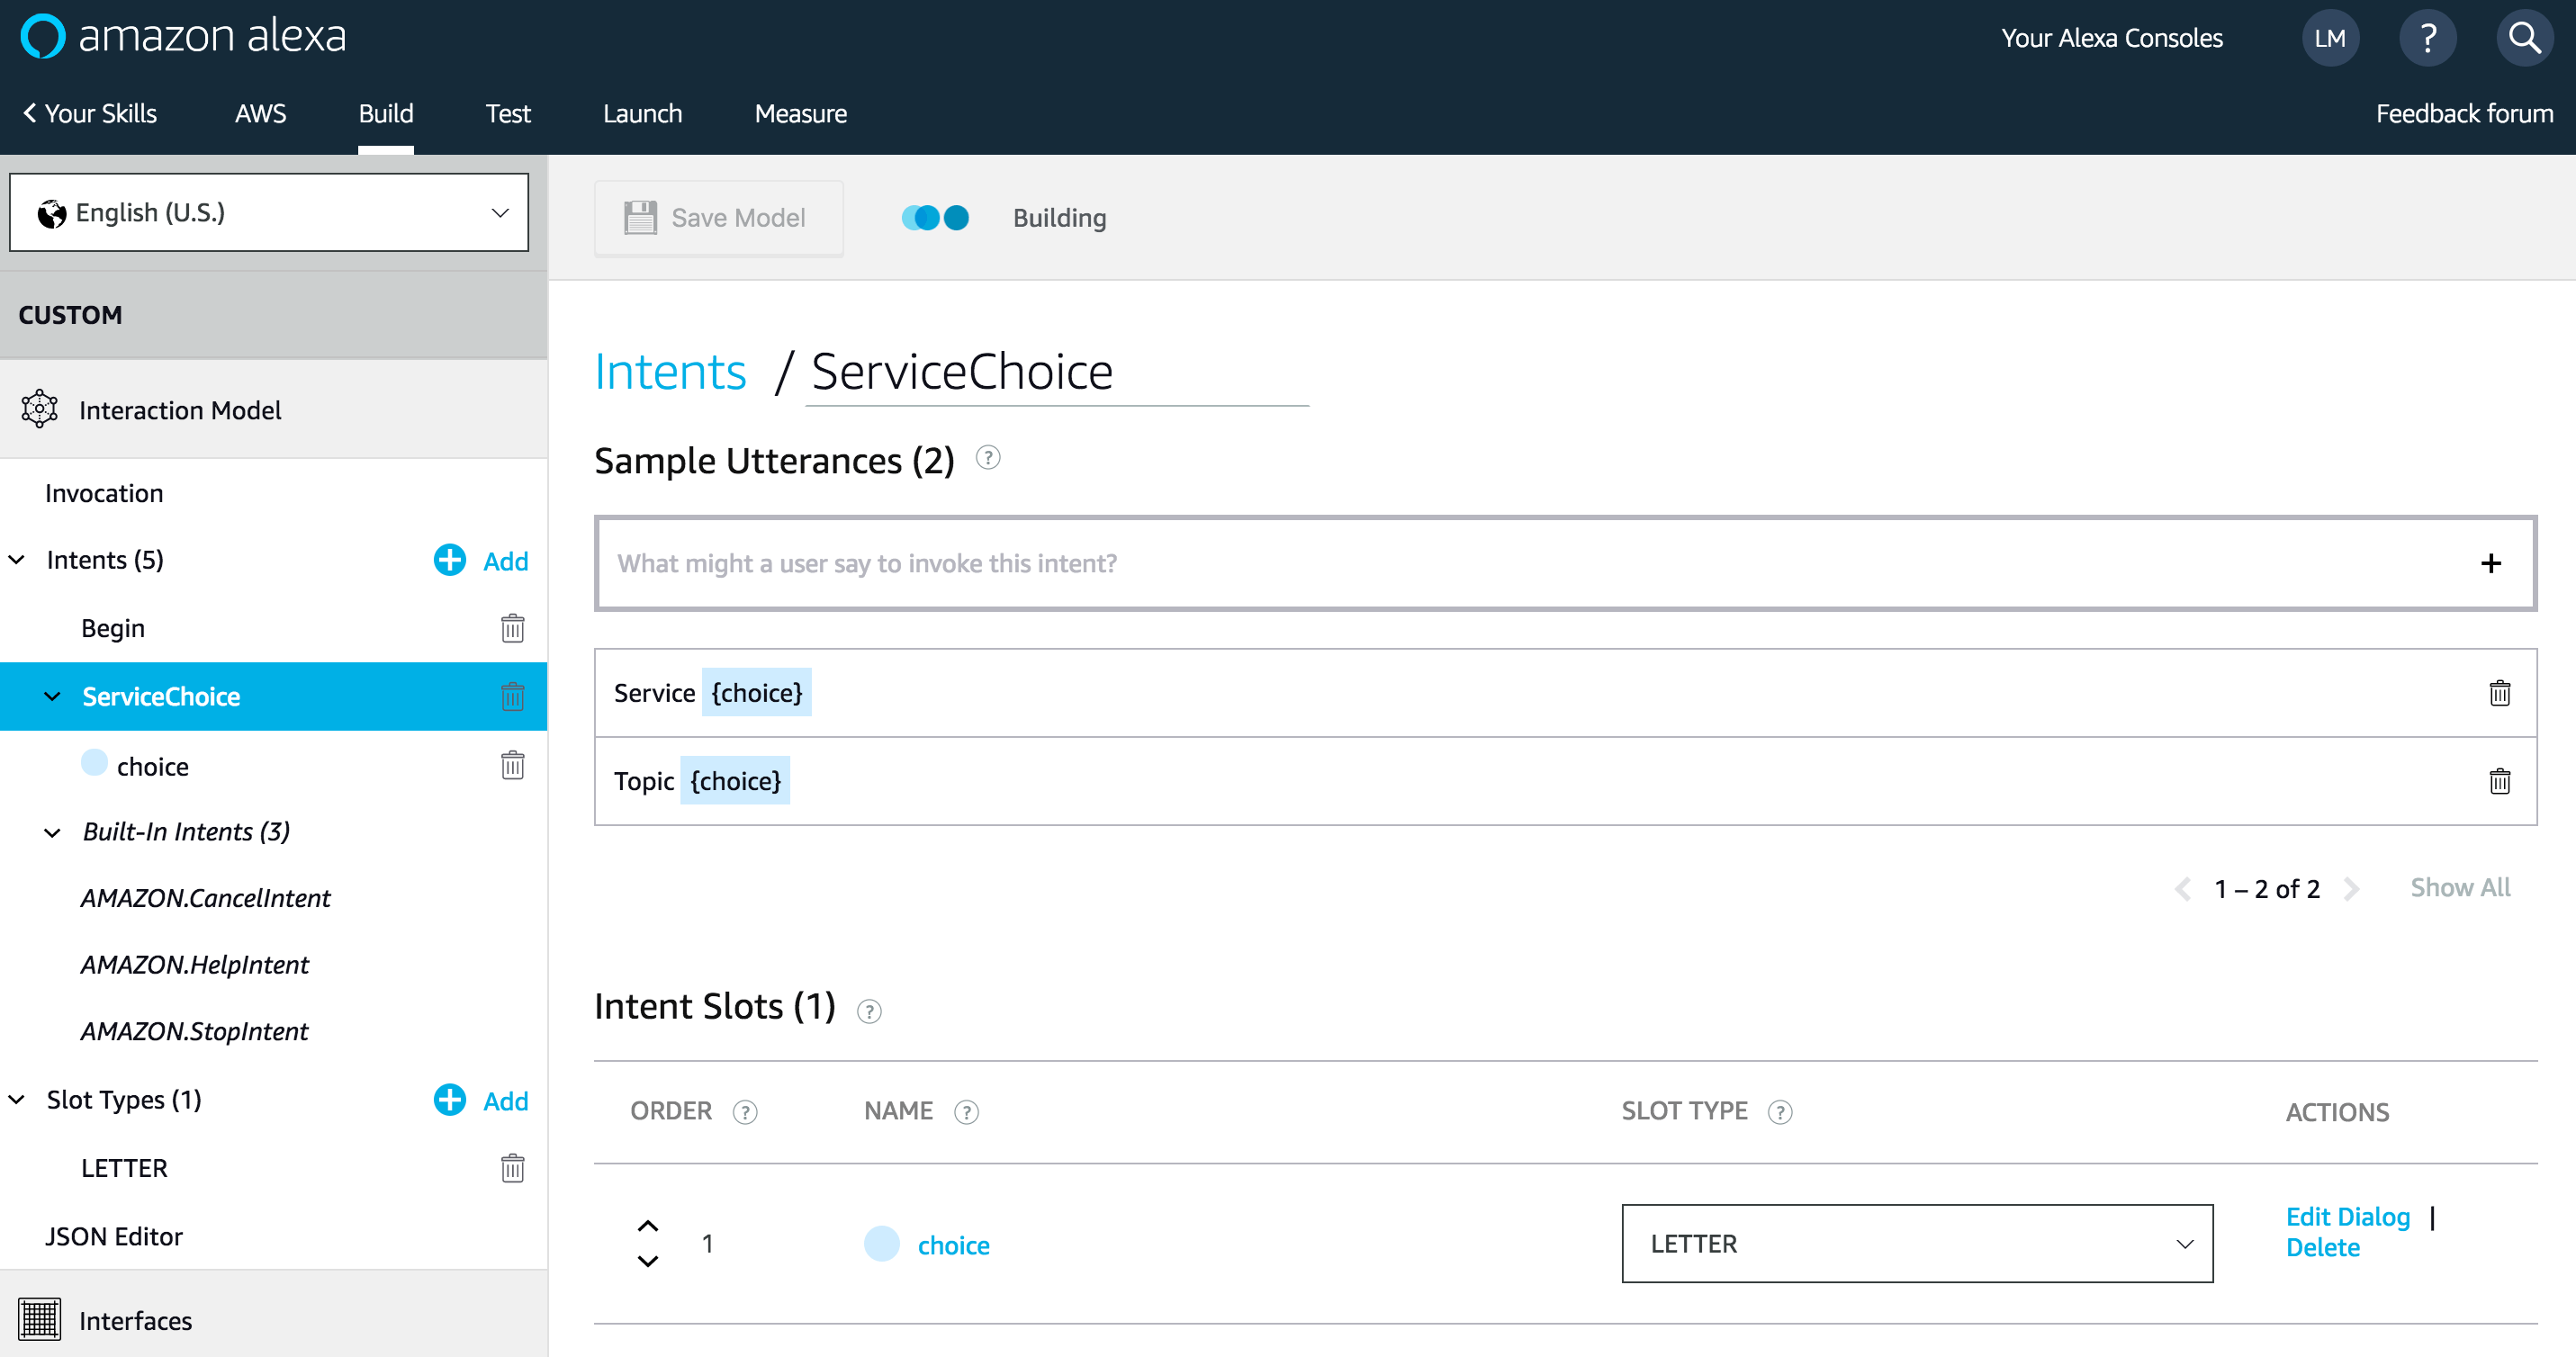 amazon alexa
Your Alexa Consoles
LM
?
Your Skills
AWS
Build
Test
Launch
Measure
Feedback forum
English (U.S.)
Save Model
Building
CUSTOM
Interaction Model
Invocation
Intents (5)
Add
Begin
ServiceChoice
choice
Built-In Intents (3)
AMAZON.CancelIntent
AMAZON.HelpIntent
AMAZON.StopIntent
Slot Types (1)
Add
LETTER
JSON Editor
Interfaces
Intents / ServiceChoice
Sample Utterances (2) ?
What might a user say to invoke this intent?
Service {choice}
Topic {choice}
1 – 2 of 2
Show All
Intent Slots (1) ?
ORDER ? NAME ? SLOT TYPE ? ACTIONS
1 choice LETTER Edit Dialog |
Delete